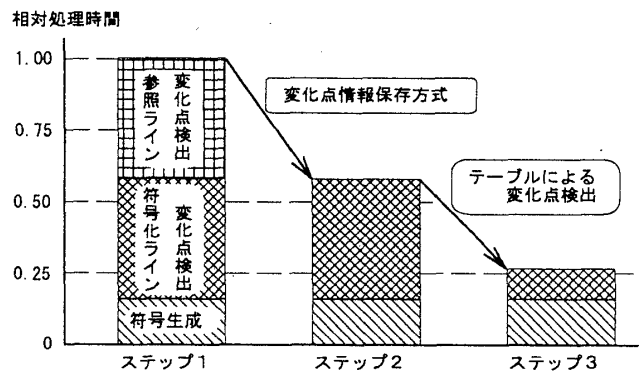 相対処理時間
1.00
0.75
0.50
0.25
0
参照ライン
変化点検出
符号化ライン
変化点検出
符号生成
変化点情報保存方式
テーブルによる
変化点検出
ステップ1
ステップ2
ステップ3